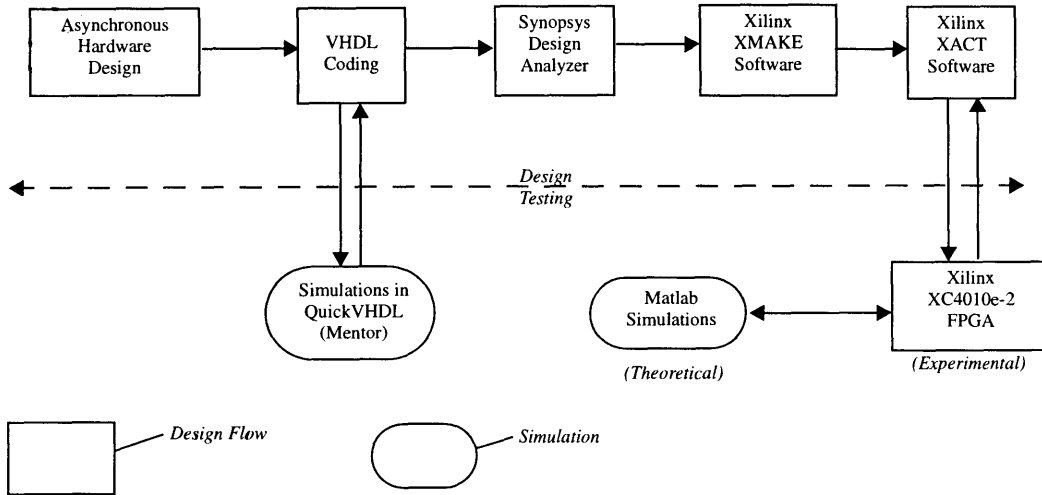 Asynchronous
Hardware
Design
VHDL
Coding
Synopsys
Design
Analyzer
Xilinx
XMAKE
Software
Xilinx
XACT
Software
Design
Testing
Simulations in
QuickVHDL
(Mentor)
Matlab
Simulations
(Theoretical)
Xilinx
XC4010e-2
FPGA
(Experimental)
Design Flow
Simulation